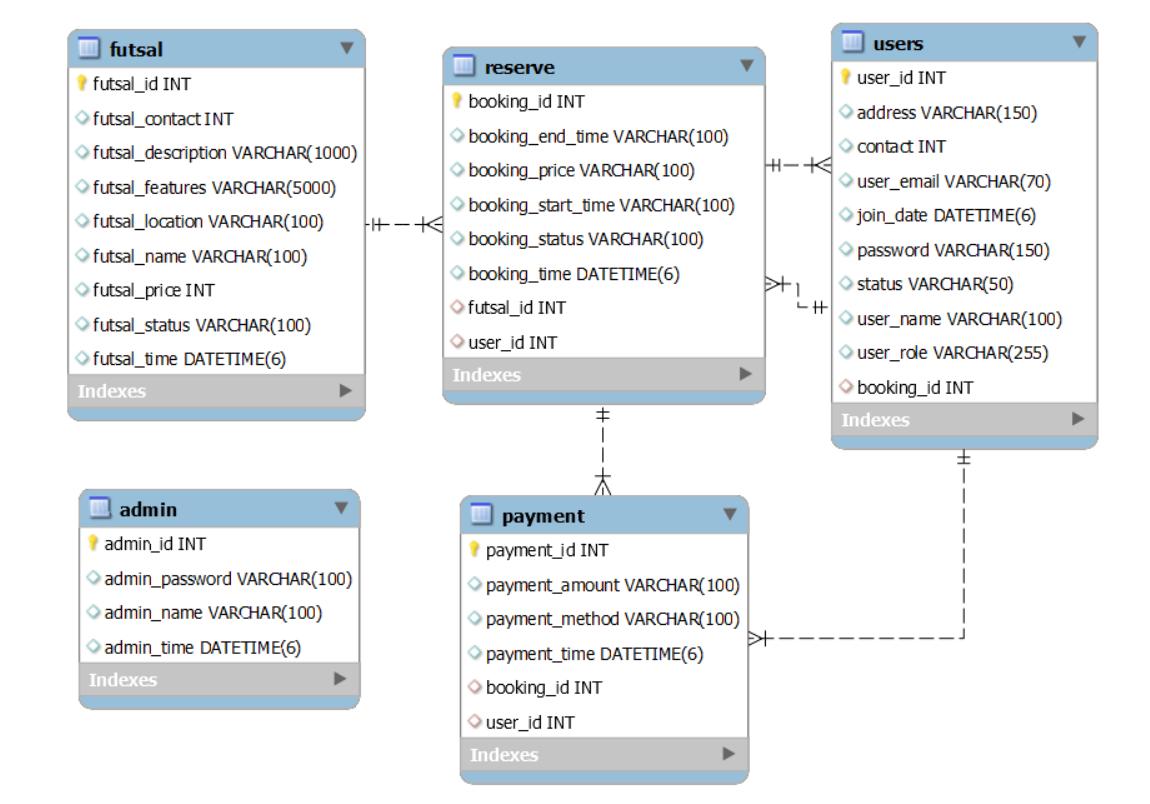 futsal
futsal_id INT
futsal_contact INT
futsal_description VARCHAR(1000)
futsal_features VARCHAR(5000)
futsal_location VARCHAR(100)
futsal_name VARCHAR(100)
futsal_price INT
futsal_status VARCHAR(100)
futsal_time DATETIME(6)
Indexes
reserve
booking_id INT
booking_end_time VARCHAR(100)
booking_price VARCHAR(100)
booking_start_time VARCHAR(100)
booking_status VARCHAR(100)
booking_time DATETIME(6)
futsal_id INT
user_id INT
Indexes
users
user_id INT
address VARCHAR(150)
contact INT
user_email VARCHAR(70)
join_date DATETIME(6)
password VARCHAR(150)
status VARCHAR(50)
user_name VARCHAR(100)
user_role VARCHAR(255)
booking_id INT
Indexes
admin
admin_id INT
admin_password VARCHAR(100)
admin_name VARCHAR(100)
admin_time DATETIME(6)
Indexes
payment
payment_id INT
payment_amount VARCHAR(100)
payment_method VARCHAR(100)
payment_time DATETIME(6)
booking_id INT
user_id INT
Indexes